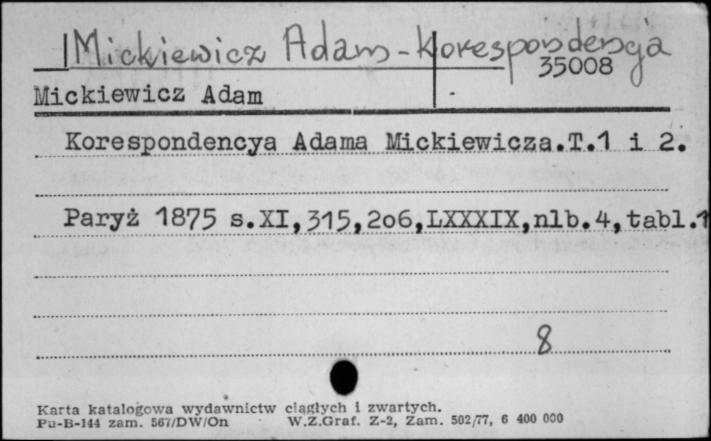 Mickiewicz Adam - Korespondencja
35008
Mickiewicz Adam -
Korespondencya Adama Mickiewicza.T.1 i 2.
Paryż 1875 s.XI,315,2o6,LXXXIX,nlb.4,tabl.1
8
Karta katalogowa wydawnictw ciągłych i zwartych.
Pu-B-144 zam. 567/DW/On W.Z.Graf. Z-2, Zam. 502/77, 6 400 000